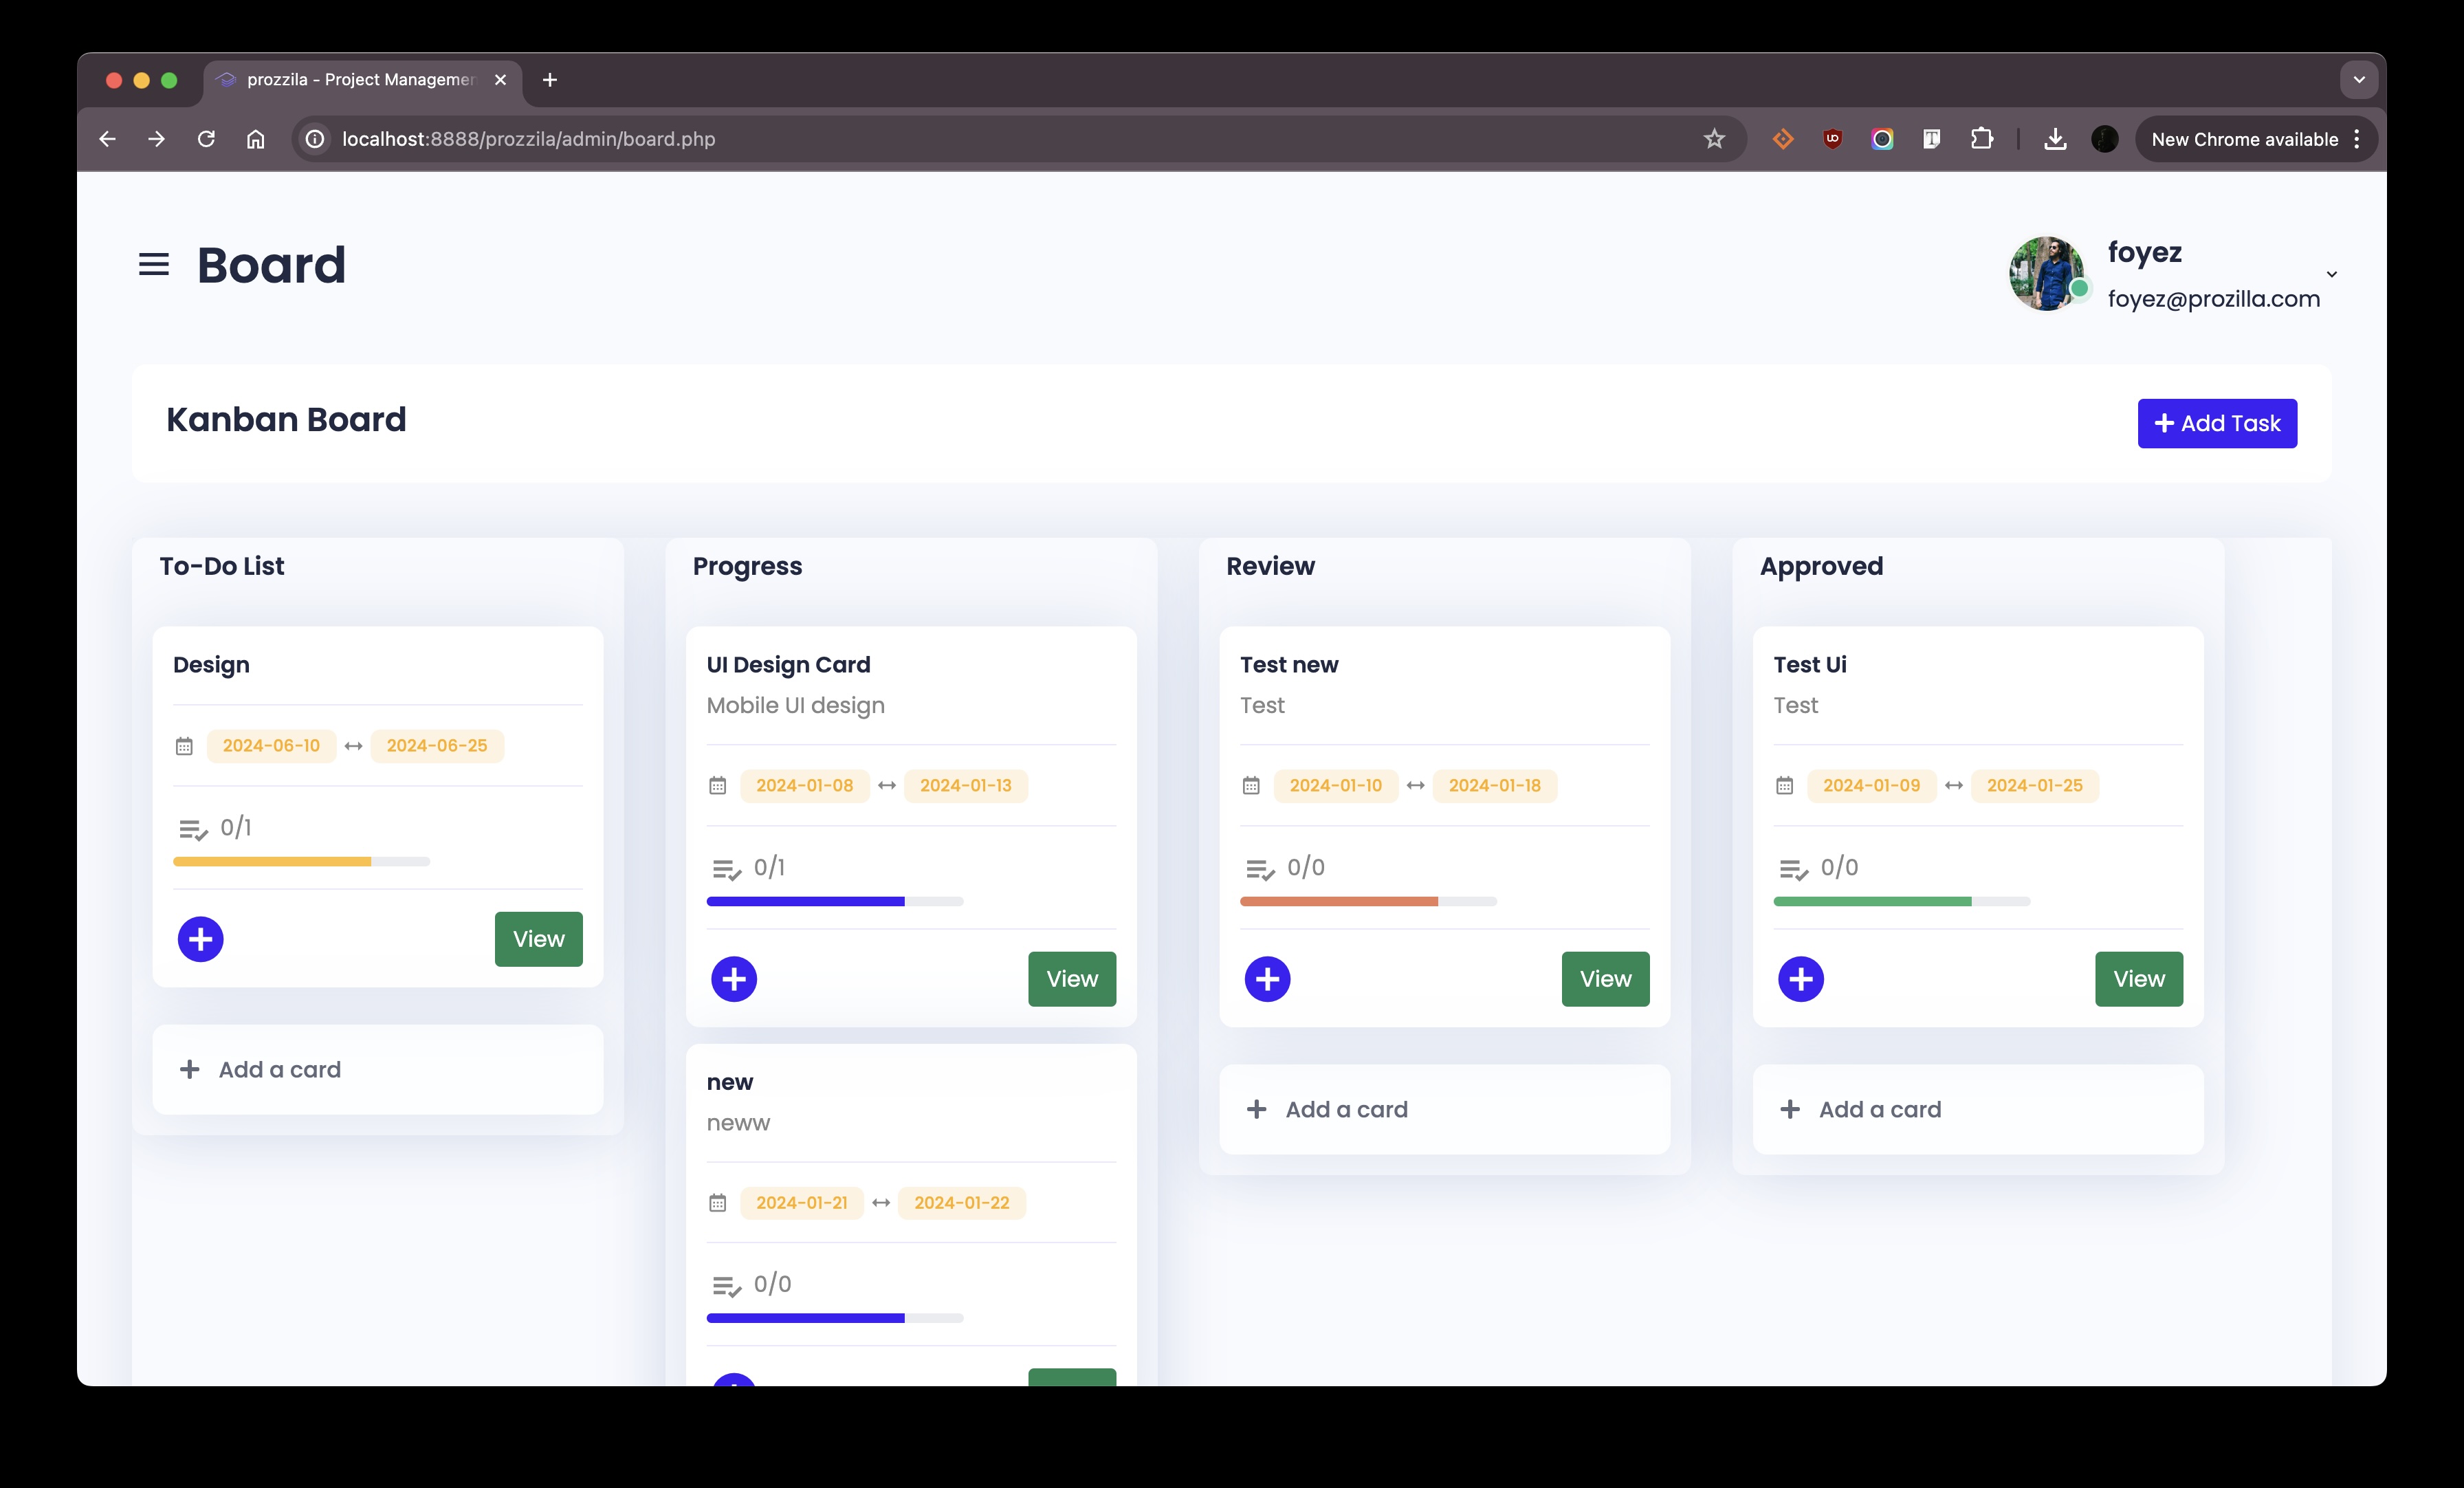 prozzila - Project Managemen
localhost:8888/prozzila/admin/board.php
New Chrome available
Board
foyez
foyez@prozilla.com
Kanban Board
+ Add Task
To-Do List
Design
2024-06-10 ↔ 2024-06-25
0/1
View
+ Add a card
Progress
UI Design Card
Mobile UI design
2024-01-08 ↔ 2024-01-13
0/1
View
new
neww
2024-01-21 ↔ 2024-01-22
0/0
Review
Test new
Test
2024-01-10 ↔ 2024-01-18
0/0
View
+ Add a card
Approved
Test Ui
Test
2024-01-09 ↔ 2024-01-25
0/0
View
+ Add a card